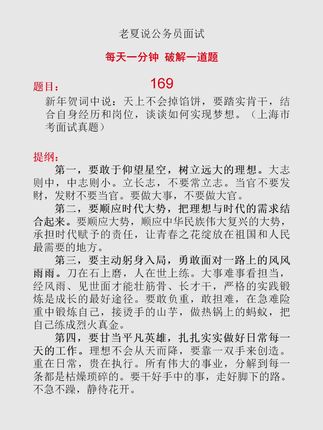 老夏说公务员面试
每天一分钟 破解一道题
题目：
169
新年贺词中说：天上不会掉馅饼，要踏实肯干，结
合自身经历和岗位，谈谈如何实现梦想。（上海市
考面试真题）
提纲：
第一，要敢于仰望星空，树立远大的理想。大志
则中，中志则小。立长志，不要常立志。当官不要发
财，发财不要当官。要做大事，不要做大官。
第二，要顺应时代大势，把理想与时代的需求结
合起来。要顺应大势，顺应中华民族伟大复兴的大势，
承担时代赋予的责任，让青春之花绽放在祖国和人民
最需要的地方。
第三，要主动躬身入局，勇敢面对一路上的风风
雨雨。刀在石上磨，人在世上练。大事难事看担当，
经风雨、见世面才能壮筋骨、长才干，严格的实践锻
炼是成长的最好途径。要敢负重，敢担难，在急难险
重中锻炼自己，接烫手的山芋，做热锅上的蚂蚁，把
自己练成烈火真金。
第四，要甘当平凡英雄，扎扎实实做好日常每一
天的工作。理想不会从天而降，要靠一双手来创造。
重在日常，贵在执行。所有伟大的事业，分解到每一
条都是枯燥琐碎的。要干好手中的事，走好脚下的路。
不急不躁，静待花开。